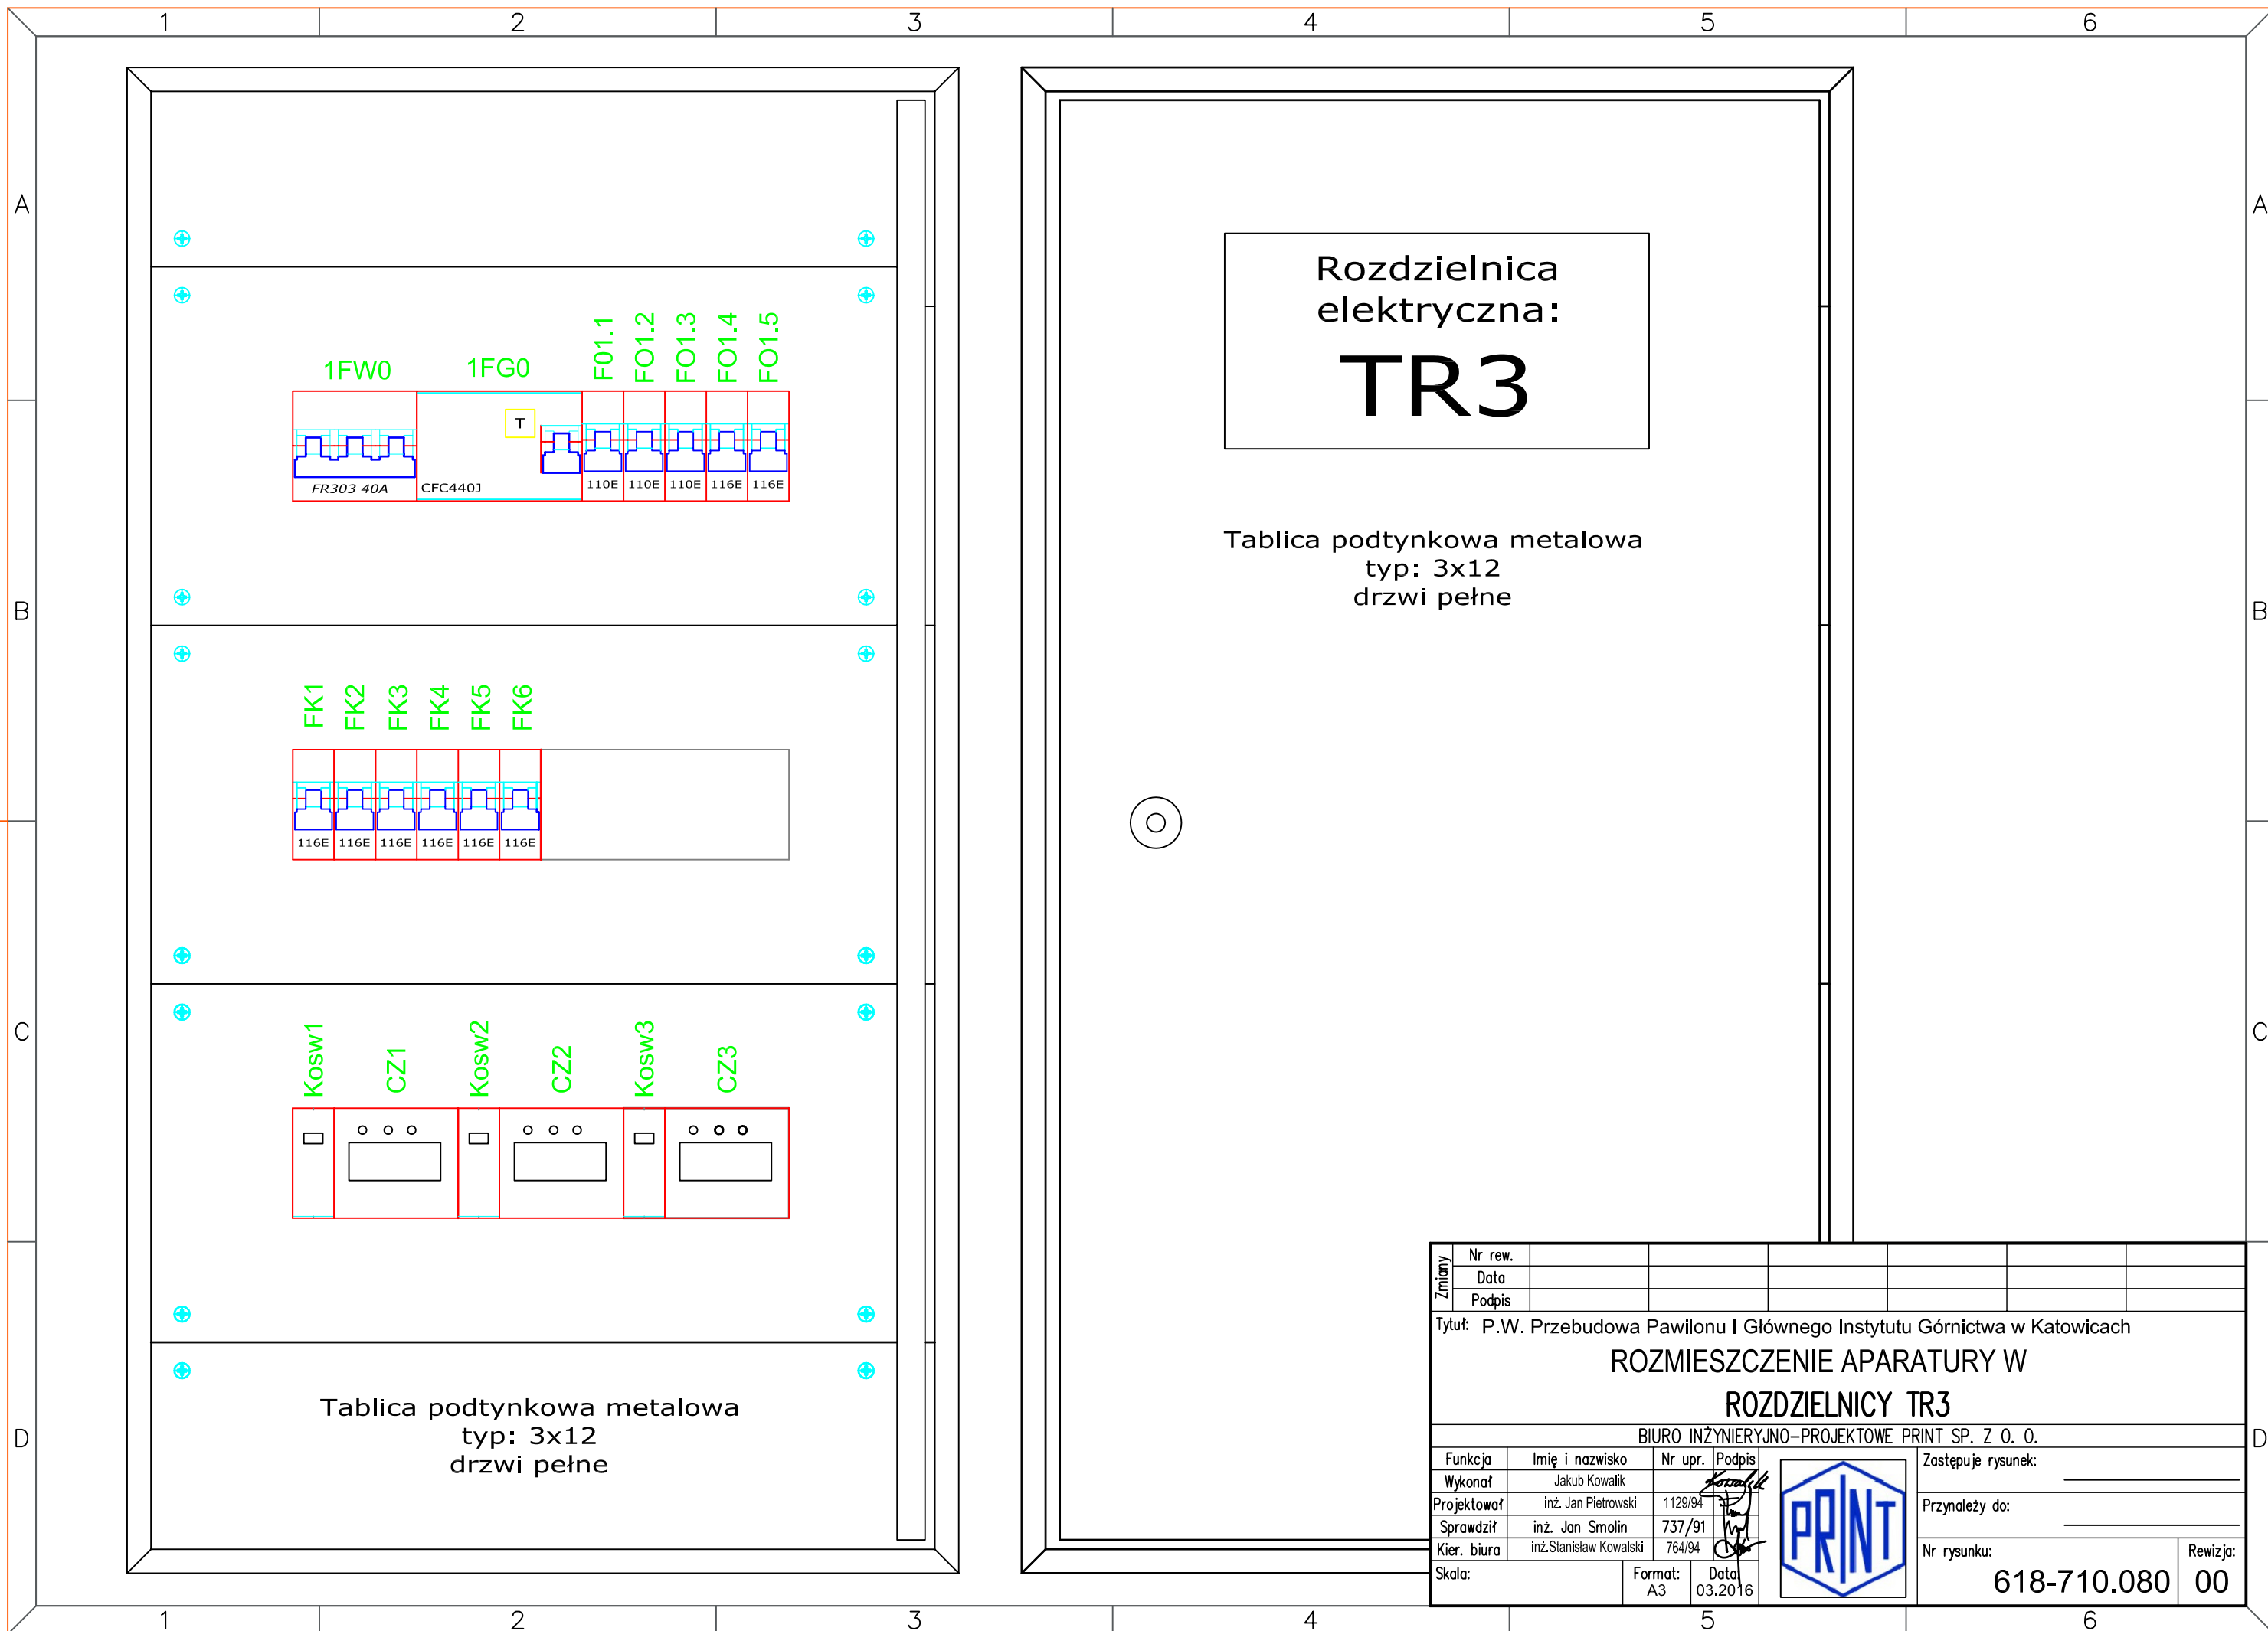 1 2 3 4 5 6
A A
B B
C C
D D
1FW0 1FG0 F01.1 FO1.2 FO1.3 FO1.4 FO1.5
T
FR303 40A CFC440J 110E 110E 110E 116E 116E
FK1 FK2 FK3 FK4 FK5 FK6
116E 116E 116E 116E 116E 116E
Kosw1 CZ1 Kosw2 CZ2 Kosw3 CZ3
Tablica podtynkowa metalowa
typ: 3x12
drzwi pełne
Rozdzielnica
elektryczna:
TR3
Tablica podtynkowa metalowa
typ: 3x12
drzwi pełne
Zmiany
Nr rew.
Data
Podpis
Tytuł: P.W. Przebudowa Pawilonu I Głównego Instytutu Górnictwa w Katowicach
ROZMIESZCZENIE APARATURY W
ROZDZIELNICY TR3
BIURO INŻYNIERYJNO-PROJEKTOWE PRINT SP. Z O. O.
Funkcja Imię i nazwisko Nr upr. Podpis
Wykonał Jakub Kowalik Kowalik
Projektował inż. Jan Pietrowski 1129/94
Sprawdził inż. Jan Smolin 737/91
Kier. biura inż.Stanisław Kowalski 764/94
Skala: Format: A3 Data: 03.2016
PRINT
Zastępuje rysunek:
Przynależy do:
Nr rysunku: 618-710.080
Rewizja: 00
1 2 3 4 5 6